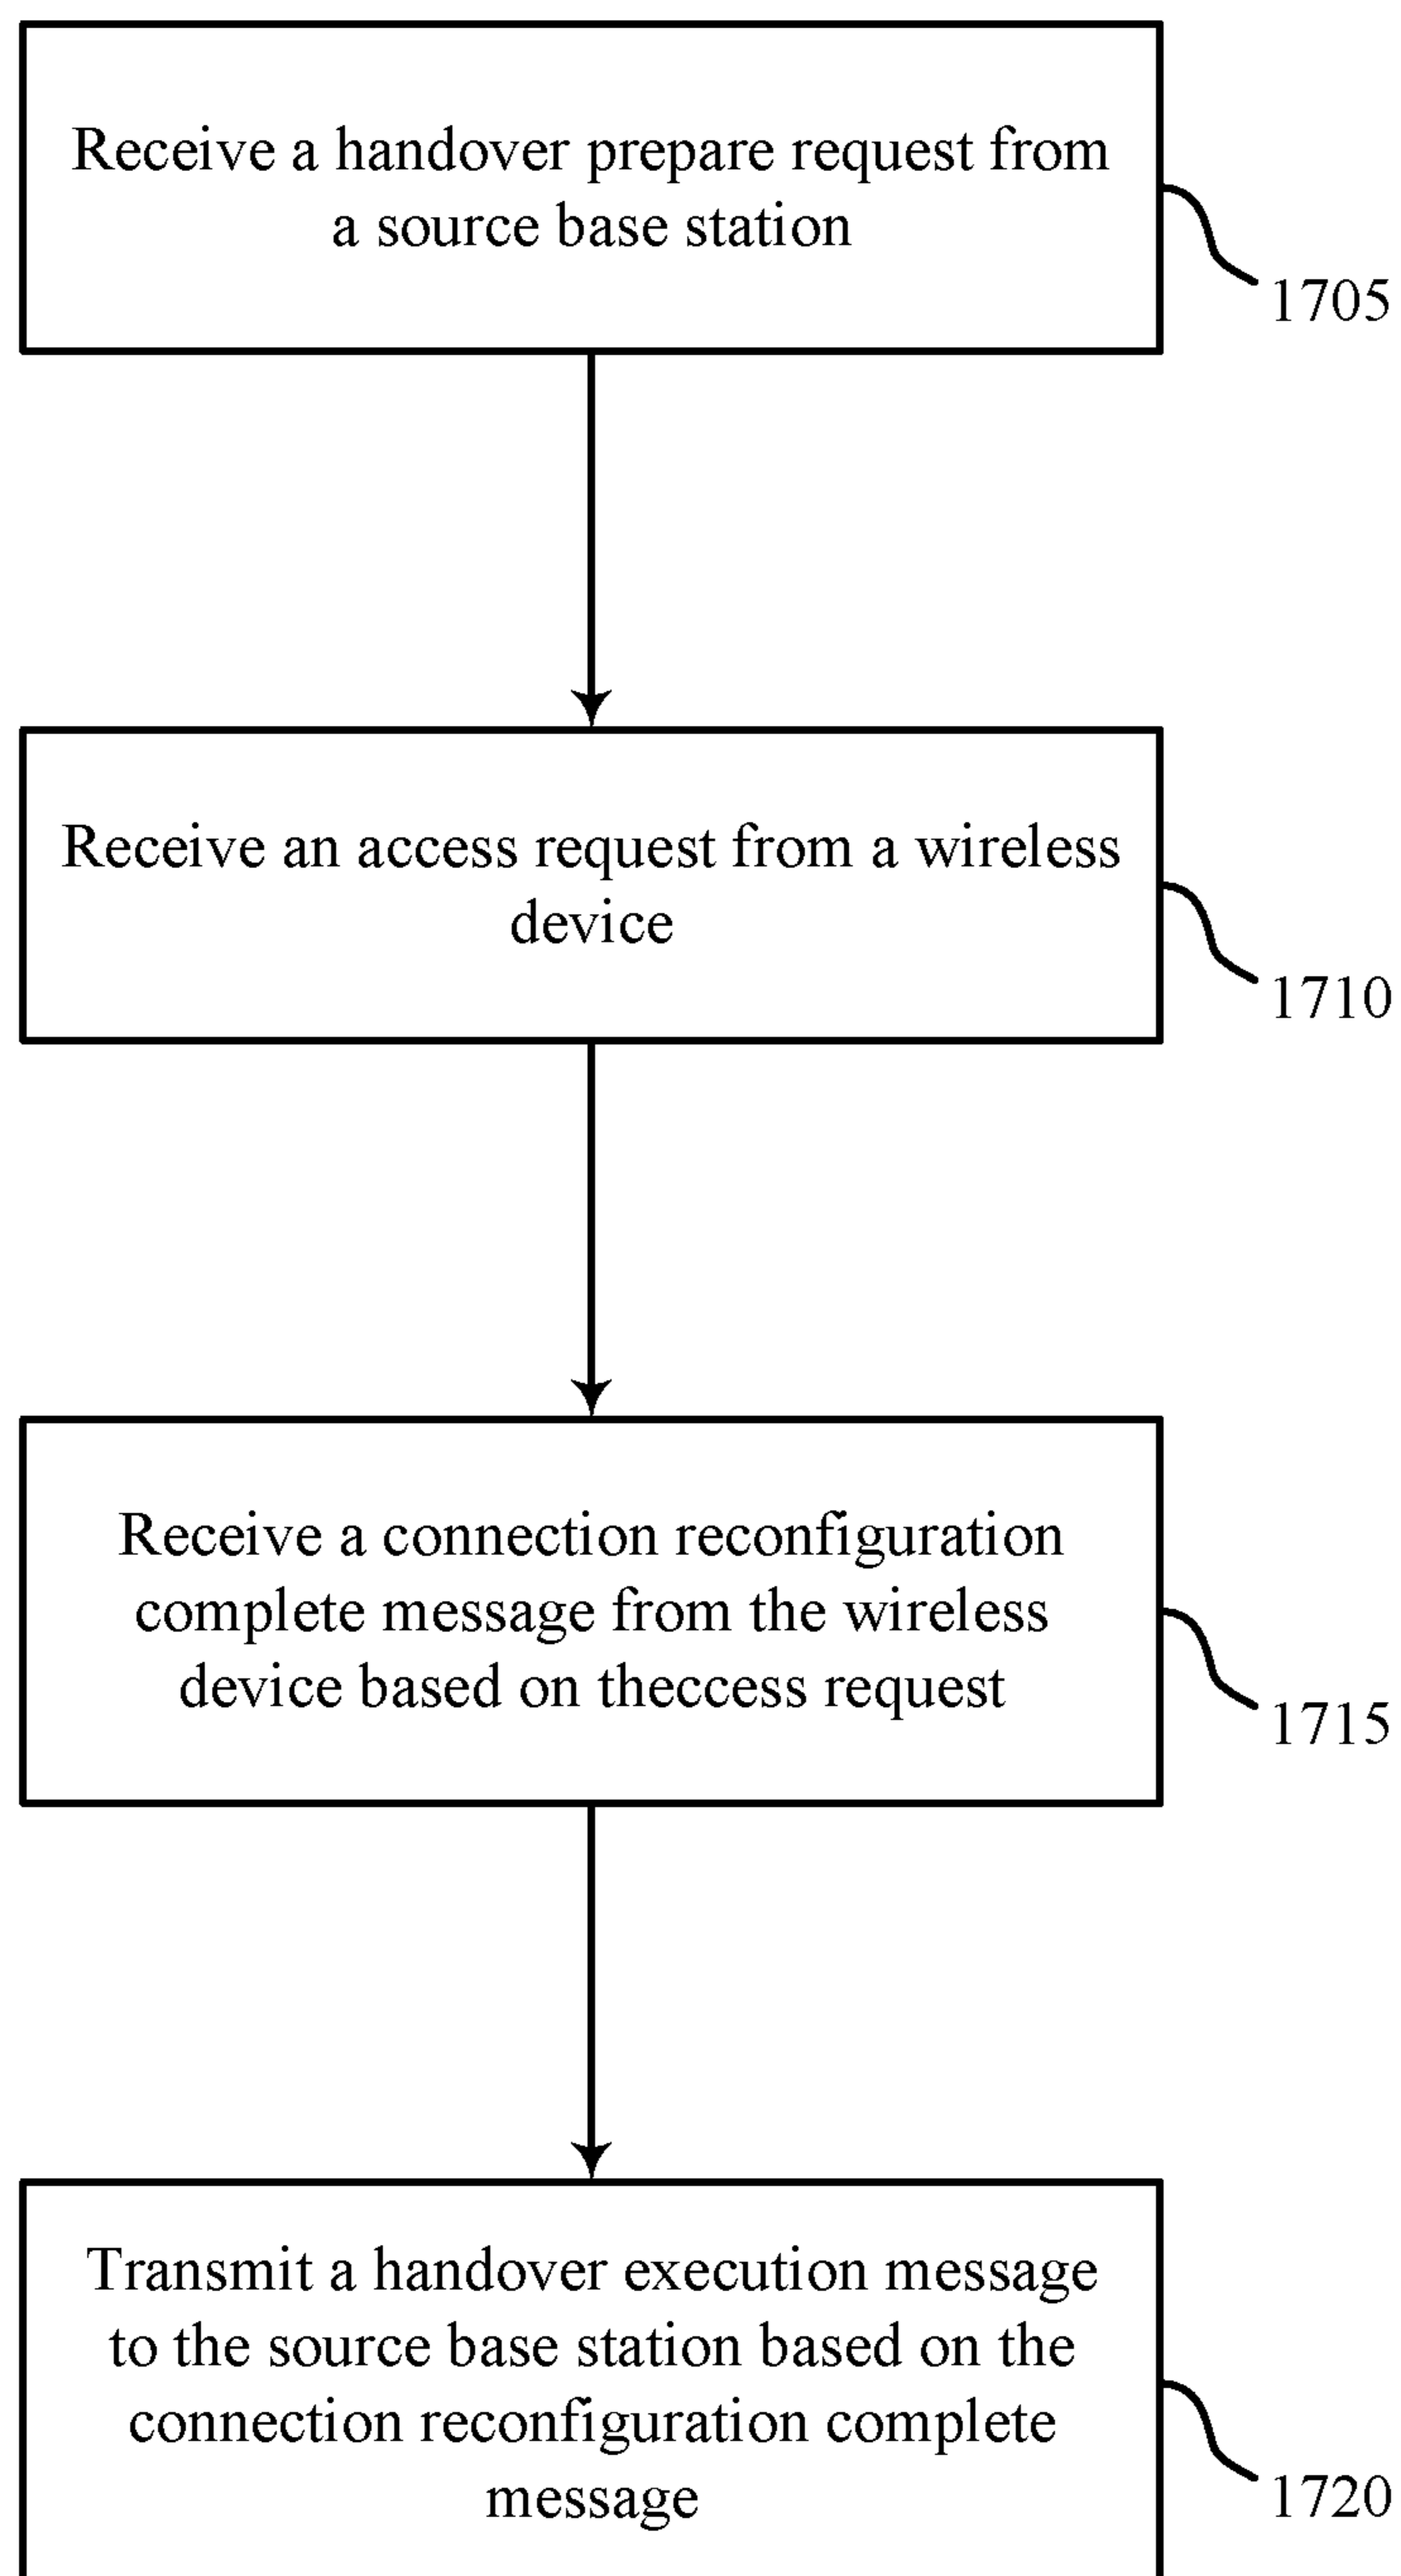 Receive a handover prepare request from
a source base station
1705
Receive an access request from a wireless
device
1710
Receive a connection reconfiguration
complete message from the wireless
device based on theccess request
1715
Transmit a handover execution message
to the source base station based on the
connection reconfiguration complete
message
1720